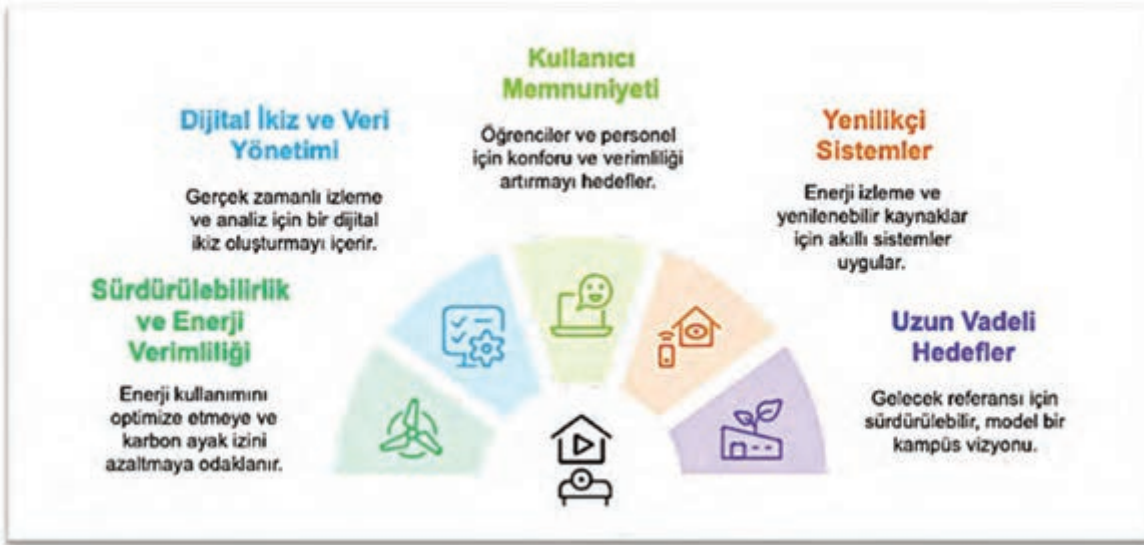 Kullanıcı
Memnuniyeti
Öğrenciler ve personel
için konforu ve verimliliği
artırmayı hedefler.
Dijital İkiz ve Veri
Yönetimi
Gerçek zamanlı izleme
ve analiz için bir dijital
ikiz oluşturmayı içerir.
Yenilikçi
Sistemler
Enerji izleme ve
yenilenebilir kaynaklar
için akıllı sistemler
uygular.
Sürdürülebilirlik
ve Enerji
Verimliliği
Enerji kullanımını
optimize etmeye ve
karbon ayak izini
azaltmaya odaklanır.
Uzun Vadeli
Hedefler
Gelecek referansı için
sürdürülebilir, model bir
kampüs vizyonu.